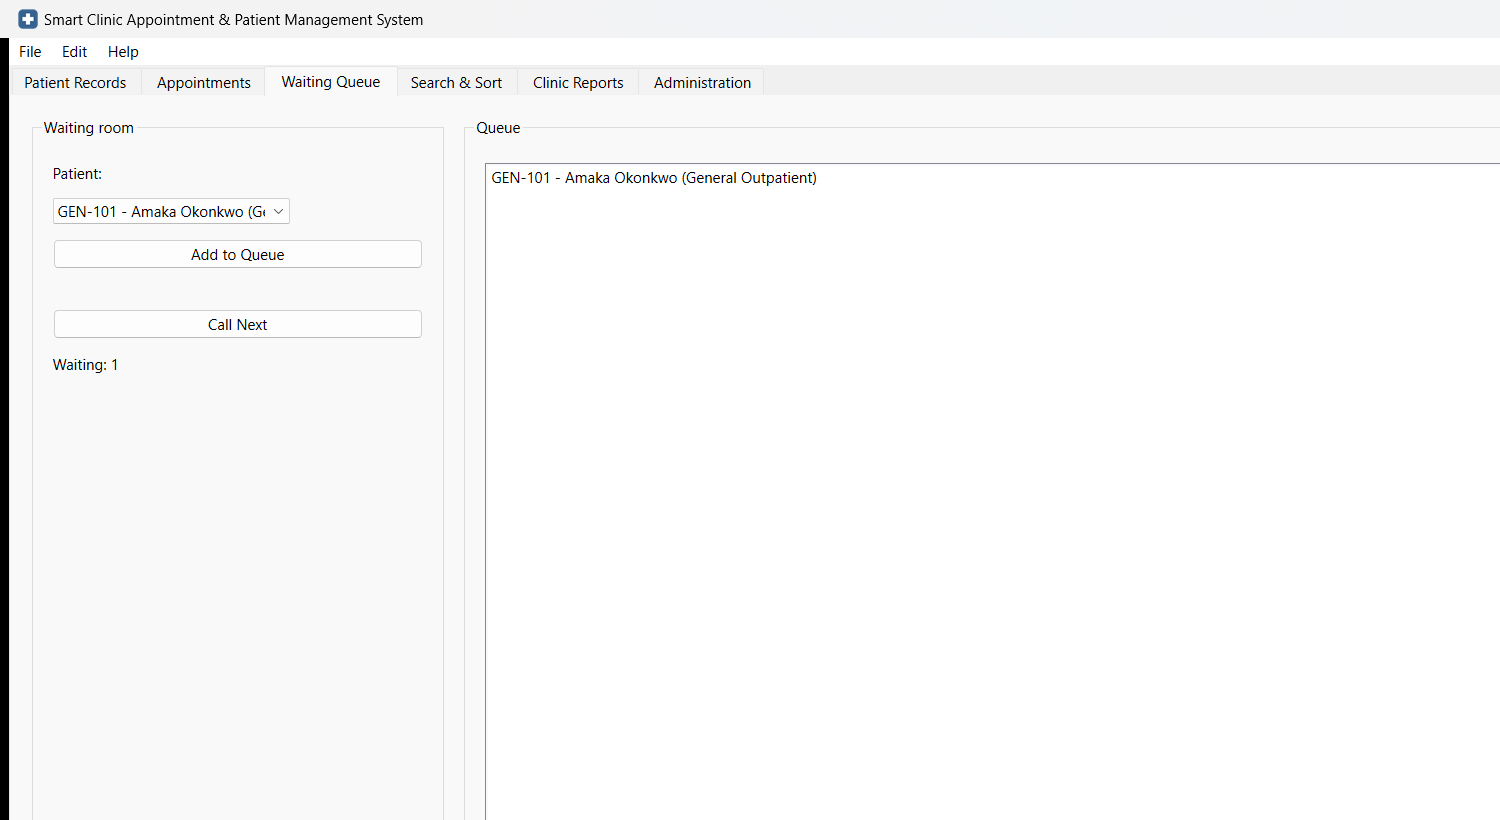 Smart Clinic Appointment & Patient Management System
File Edit Help
Patient Records Appointments Waiting Queue Search & Sort Clinic Reports Administration
Waiting room
Patient:
GEN-101 - Amaka Okonkwo (Ge
Add to Queue
Call Next
Waiting: 1
Queue
GEN-101 - Amaka Okonkwo (General Outpatient)